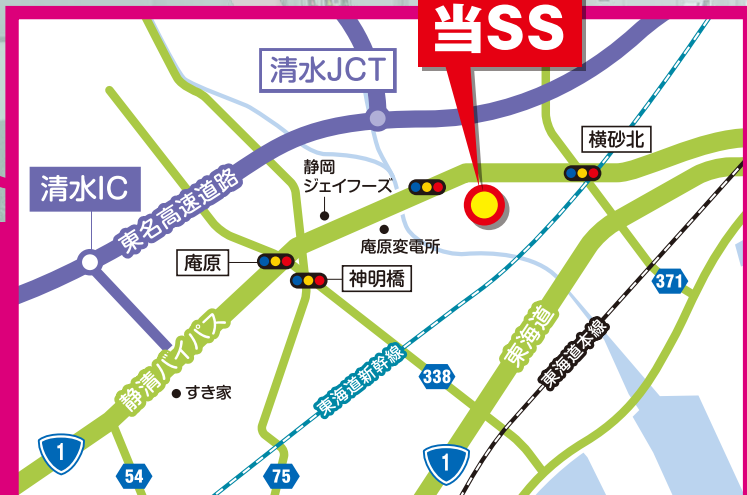 当SS
清水JCT
横砂北
静岡
ジェイフーズ
清水IC
東名高速道路
庵原変電所
庵原
神明橋
371
東海道
静清バイパス
東海道新幹線
東海道本線
338
すき家
1
1
54
75